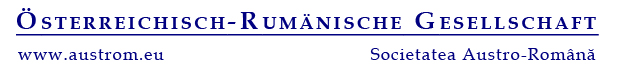 Österreichisch-Rumänische Gesellschaft
www.austrom.eu Societatea Austro-Română